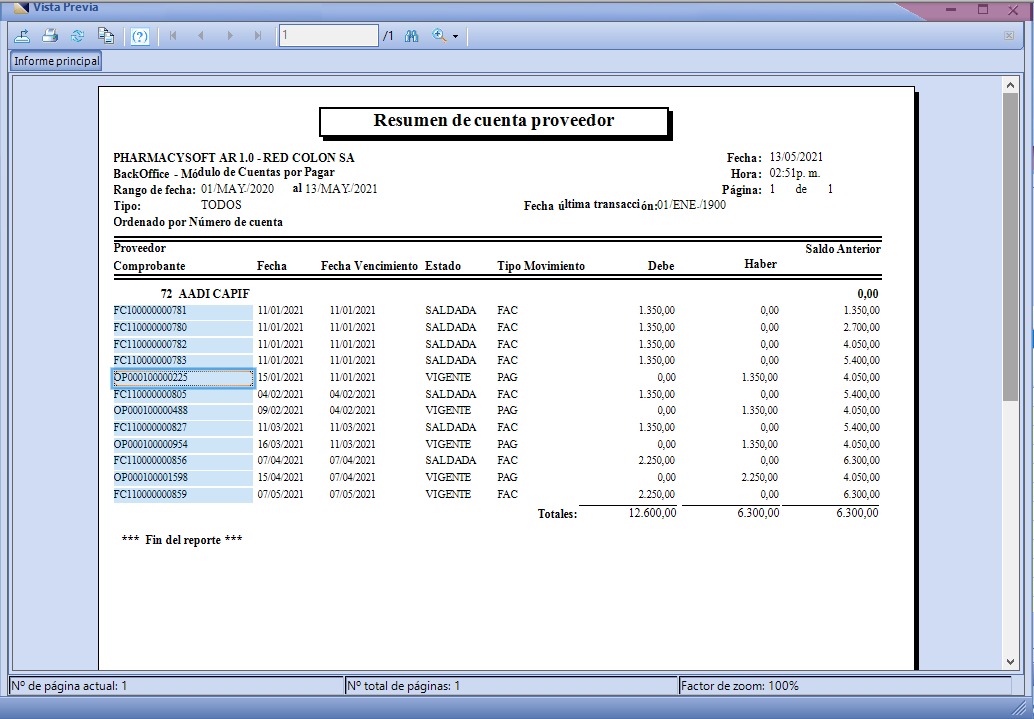 Vista Previa
1 /1
Informe principal
Resumen de cuenta proveedor
PHARMACYSOFT AR 1.0 - RED COLON SA Fecha: 13/05/2021
BackOffice - Módulo de Cuentas por Pagar Hora: 02:51p. m.
Rango de fecha: 01/MAY./2020 al 13/MAY./2021 Página: 1 de 1
Tipo: TODOS Fecha última transacción:01/ENE./1900
Ordenado por Número de cuenta
Proveedor Saldo Anterior
Comprobante Fecha Fecha Vencimiento Estado Tipo Movimiento Debe Haber
72 AADI CAPIF 0,00
FC100000000781 11/01/2021 11/01/2021 SALDADA FAC 1.350,00 0,00 1.350,00
FC110000000780 11/01/2021 11/01/2021 SALDADA FAC 1.350,00 0,00 2.700,00
FC110000000782 11/01/2021 11/01/2021 SALDADA FAC 1.350,00 0,00 4.050,00
FC110000000783 11/01/2021 11/01/2021 SALDADA FAC 1.350,00 0,00 5.400,00
OP000100000225 15/01/2021 11/01/2021 VIGENTE PAG 0,00 1.350,00 4.050,00
FC110000000805 04/02/2021 04/02/2021 SALDADA FAC 1.350,00 0,00 5.400,00
OP000100000488 09/02/2021 04/02/2021 VIGENTE PAG 0,00 1.350,00 4.050,00
FC110000000827 11/03/2021 11/03/2021 SALDADA FAC 1.350,00 0,00 5.400,00
OP000100000954 16/03/2021 11/03/2021 VIGENTE PAG 0,00 1.350,00 4.050,00
FC110000000856 07/04/2021 07/04/2021 SALDADA FAC 2.250,00 0,00 6.300,00
OP000100001598 15/04/2021 07/04/2021 VIGENTE PAG 0,00 2.250,00 4.050,00
FC110000000859 07/05/2021 07/05/2021 VIGENTE FAC 2.250,00 0,00 6.300,00
Totales: 12.600,00 6.300,00 6.300,00
*** Fin del reporte ***
Nº de página actual: 1 Nº total de páginas: 1 Factor de zoom: 100%